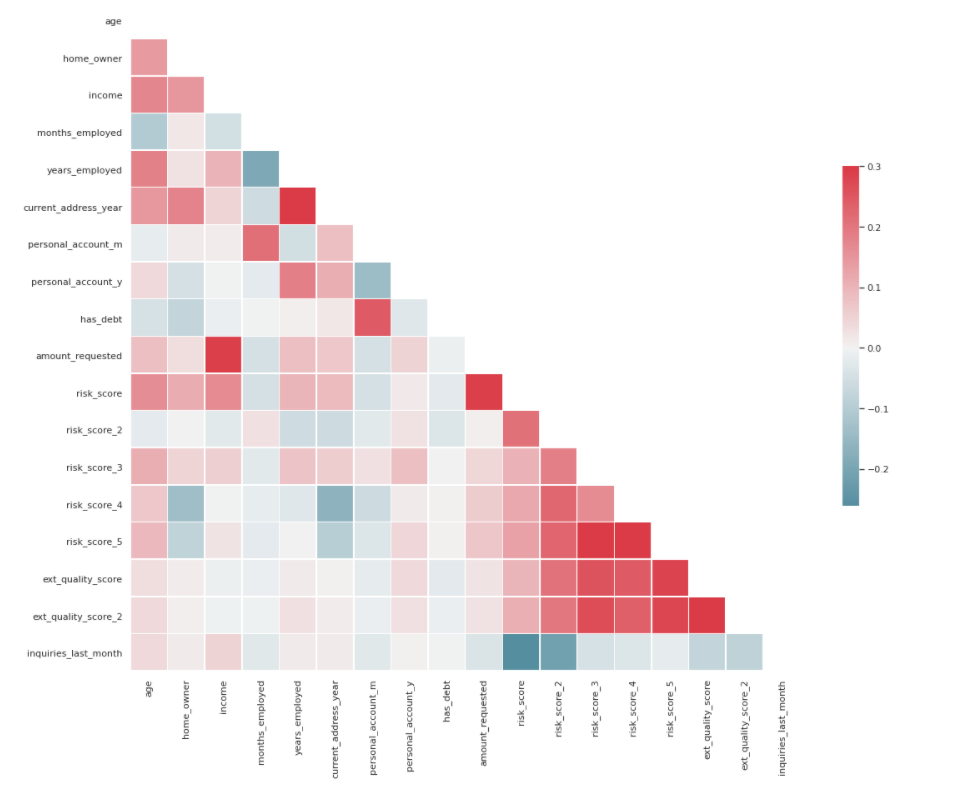 age
home_owner
income
months_employed
years_employed
current_address_year
personal_account_m
personal_account_y
has_debt
amount_requested
risk_score
risk_score_2
risk_score_3
risk_score_4
risk_score_5
ext_quality_score
ext_quality_score_2
inquiries_last_month
age
home_owner
income
months_employed
years_employed
current_address_year
personal_account_m
personal_account_y
has_debt
amount_requested
risk_score
risk_score_2
risk_score_3
risk_score_4
risk_score_5
ext_quality_score
ext_quality_score_2
inquiries_last_month
0.3
0.2
0.1
0.0
−0.1
−0.2